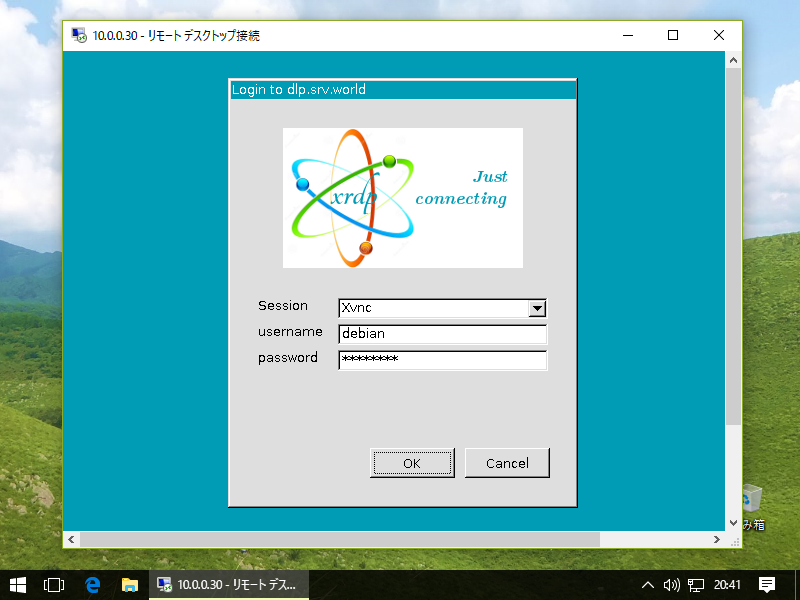 10.0.0.30 - リモート デスクトップ接続
Login to dlp.srv.world
xrdp
Just
connecting
Session
Xvnc
username
debian
password
********
OK
Cancel
み箱
10.0.0.30 - リモート デス...
20:41